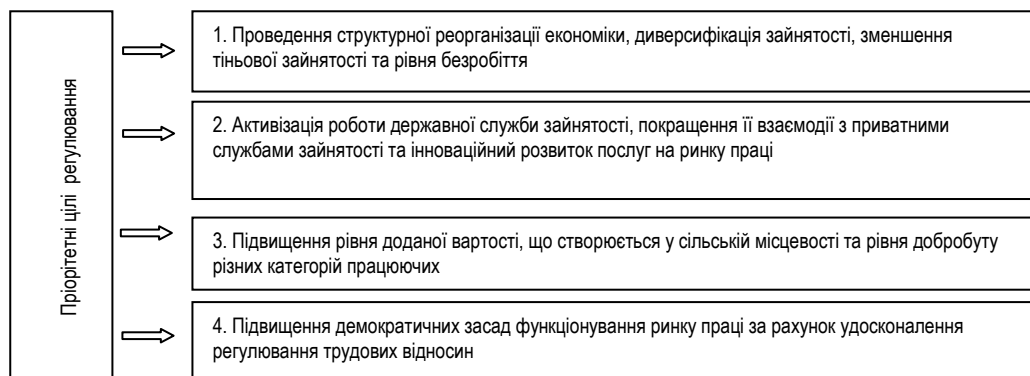 Пріорітетні цілі регулювання
1. Проведення структурної реорганізації економіки, диверсифікація зайнятості, зменшення
тіньової зайнятості та рівня безробіття
2. Активізація роботи державної служби зайнятості, покращення її взаємодії з приватними
службами зайнятості та інноваційний розвиток послуг на ринку праці
3. Підвищення рівня доданої вартості, що створюється у сільській місцевості та рівня добробуту
різних категорій працюючих
4. Підвищення демократичних засад функціонування ринку праці за рахунок удосконалення
регулювання трудових відносин